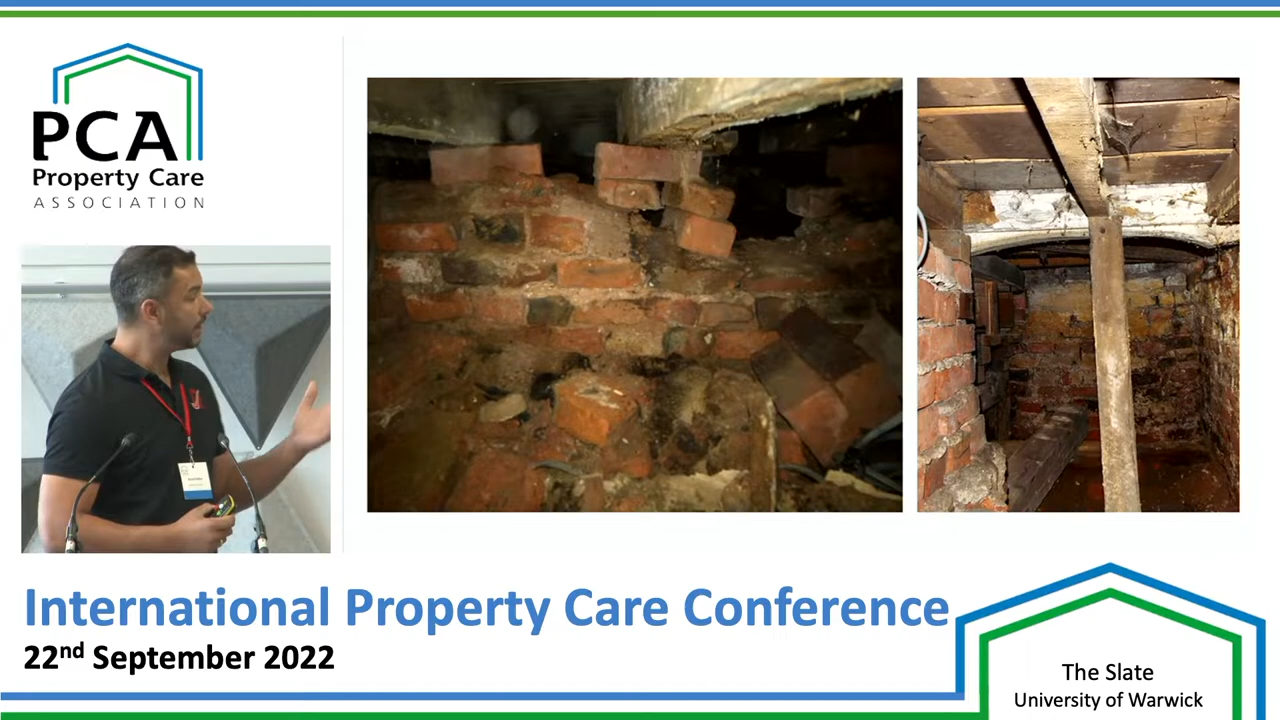 PCA
Property Care
ASSOCIATION
International Property Care Conference
22nd September 2022
The Slate
University of Warwick